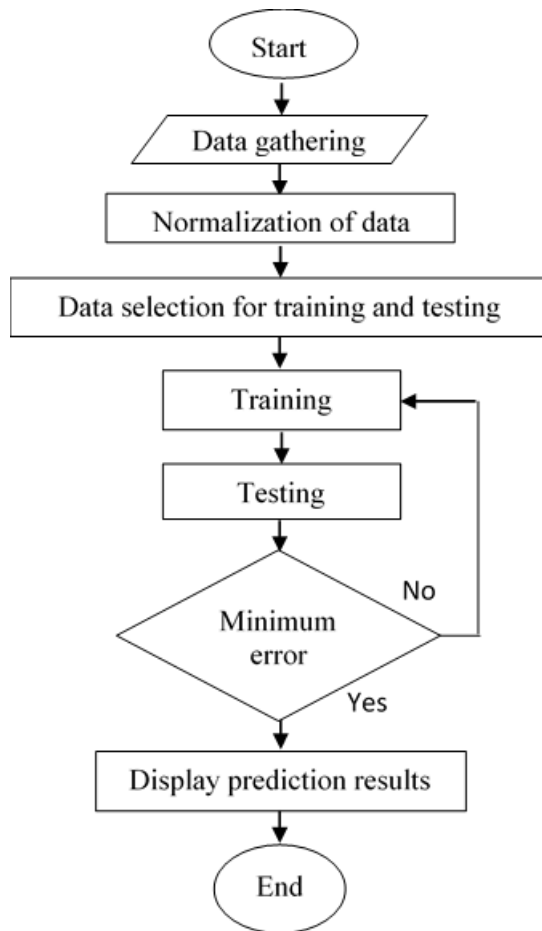 Start
Data gathering
Normalization of data
Data selection for training and testing
Training
Testing
No
Minimum
error
Yes
Display prediction results
End